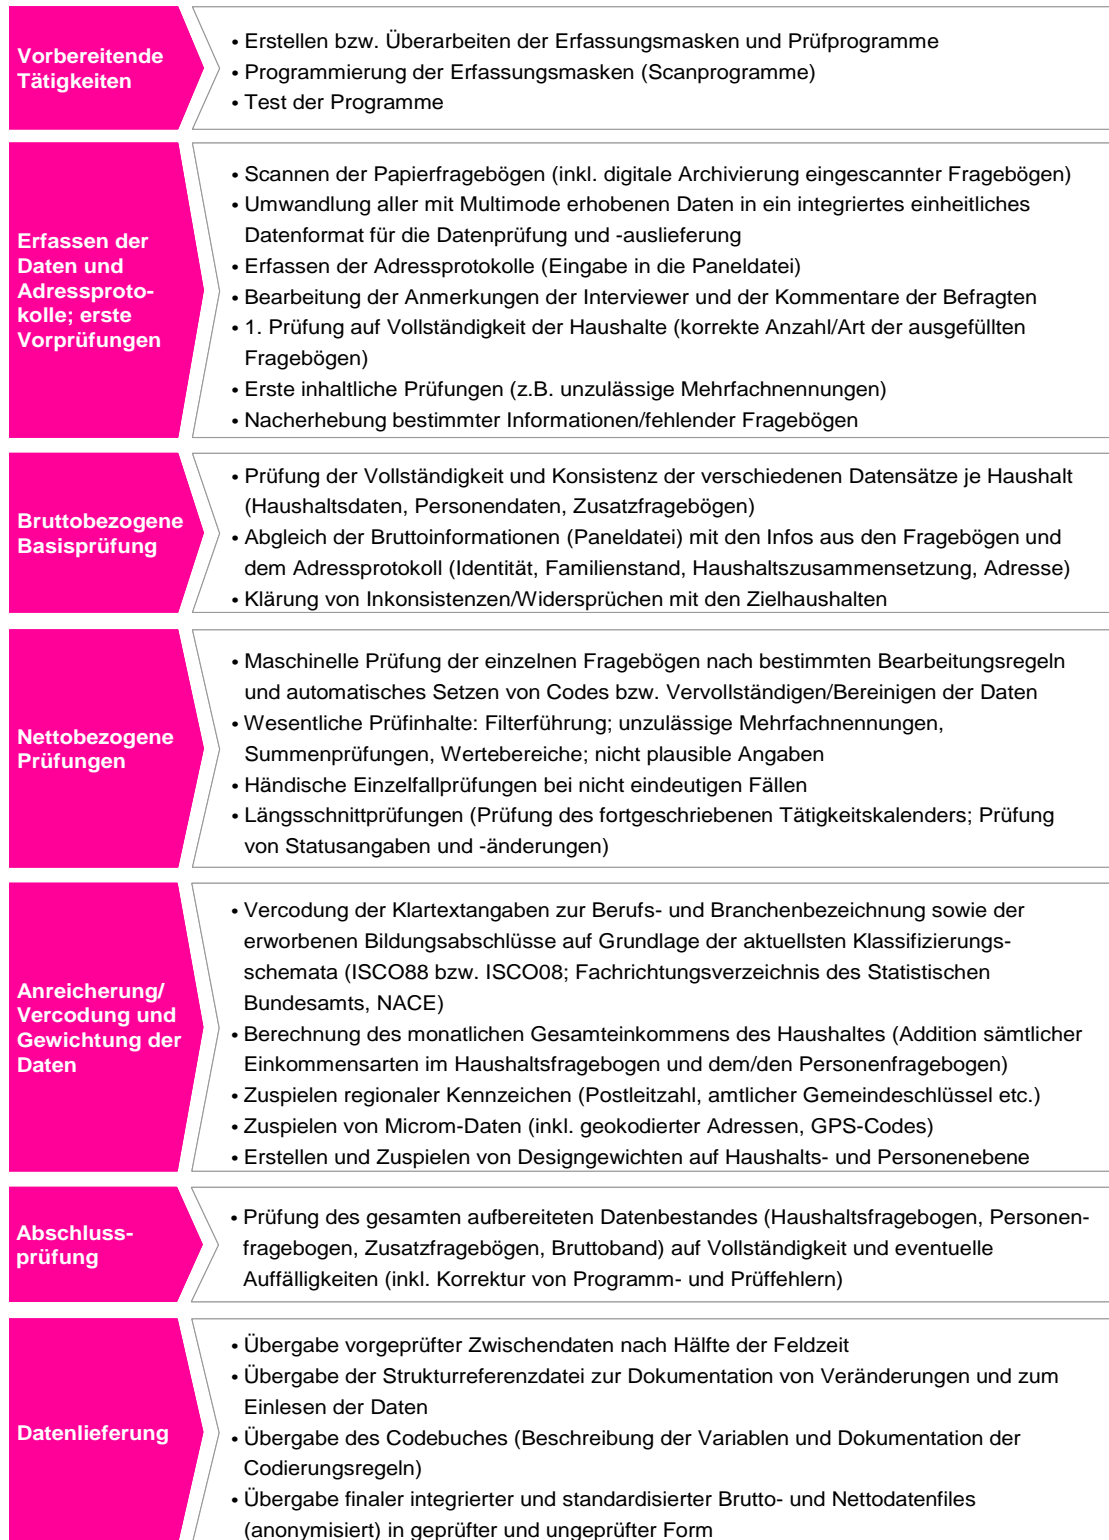 Vorbereitende
Tätigkeiten
• Erstellen bzw. Überarbeiten der Erfassungsmasken und Prüfprogramme
• Programmierung der Erfassungsmasken (Scanprogramme)
• Test der Programme
Erfassen der
Daten und
Adressproto-
kolle; erste
Vorprüfungen
• Scannen der Papierfragebögen (inkl. digitale Archivierung eingescannter Fragebögen)
• Umwandlung aller mit Multimode erhobenen Daten in ein integriertes einheitliches
Datenformat für die Datenprüfung und -auslieferung
• Erfassen der Adressprotokolle (Eingabe in die Paneldatei)
• Bearbeitung der Anmerkungen der Interviewer und der Kommentare der Befragten
• 1. Prüfung auf Vollständigkeit der Haushalte (korrekte Anzahl/Art der ausgefüllten
Fragebögen)
• Erste inhaltliche Prüfungen (z.B. unzulässige Mehrfachnennungen)
• Nacherhebung bestimmter Informationen/fehlender Fragebögen
Bruttobezogene
Basisprüfung
• Prüfung der Vollständigkeit und Konsistenz der verschiedenen Datensätze je Haushalt
(Haushaltsdaten, Personendaten, Zusatzfragebögen)
• Abgleich der Bruttoinformationen (Paneldatei) mit den Infos aus den Fragebögen und
dem Adressprotokoll (Identität, Familienstand, Haushaltszusammensetzung, Adresse)
• Klärung von Inkonsistenzen/Widersprüchen mit den Zielhaushalten
Nettobezogene
Prüfungen
• Maschinelle Prüfung der einzelnen Fragebögen nach bestimmten Bearbeitungsregeln
und automatisches Setzen von Codes bzw. Vervollständigen/Bereinigen der Daten
• Wesentliche Prüfinhalte: Filterführung; unzulässige Mehrfachnennungen,
Summenprüfungen, Wertebereiche; nicht plausible Angaben
• Händische Einzelfallprüfungen bei nicht eindeutigen Fällen
• Längsschnittprüfungen (Prüfung des fortgeschriebenen Tätigkeitskalenders; Prüfung
von Statusangaben und -änderungen)
Anreicherung/
Vercodung und
Gewichtung der
Daten
• Vercodung der Klartextangaben zur Berufs- und Branchenbezeichnung sowie der
erworbenen Bildungsabschlüsse auf Grundlage der aktuellsten Klassifizierungs-
schemata (ISCO88 bzw. ISCO08; Fachrichtungsverzeichnis des Statistischen
Bundesamts, NACE)
• Berechnung des monatlichen Gesamteinkommens des Haushaltes (Addition sämtlicher
Einkommensarten im Haushaltsfragebogen und dem/den Personenfragebogen)
• Zuspielen regionaler Kennzeichen (Postleitzahl, amtlicher Gemeindeschlüssel etc.)
• Zuspielen von Microm-Daten (inkl. geokodierter Adressen, GPS-Codes)
• Erstellen und Zuspielen von Designgewichten auf Haushalts- und Personenebene
Abschluss-
prüfung
• Prüfung des gesamten aufbereiteten Datenbestandes (Haushaltsfragebogen, Personen-
fragebogen, Zusatzfragebögen, Bruttoband) auf Vollständigkeit und eventuelle
Auffälligkeiten (inkl. Korrektur von Programm- und Prüffehlern)
Datenlieferung
• Übergabe vorgeprüfter Zwischendaten nach Hälfte der Feldzeit
• Übergabe der Strukturreferenzdatei zur Dokumentation von Veränderungen und zum
Einlesen der Daten
• Übergabe des Codebuches (Beschreibung der Variablen und Dokumentation der
Codierungsregeln)
• Übergabe finaler integrierter und standardisierter Brutto- und Nettodatenfiles
(anonymisiert) in geprüfter und ungeprüfter Form